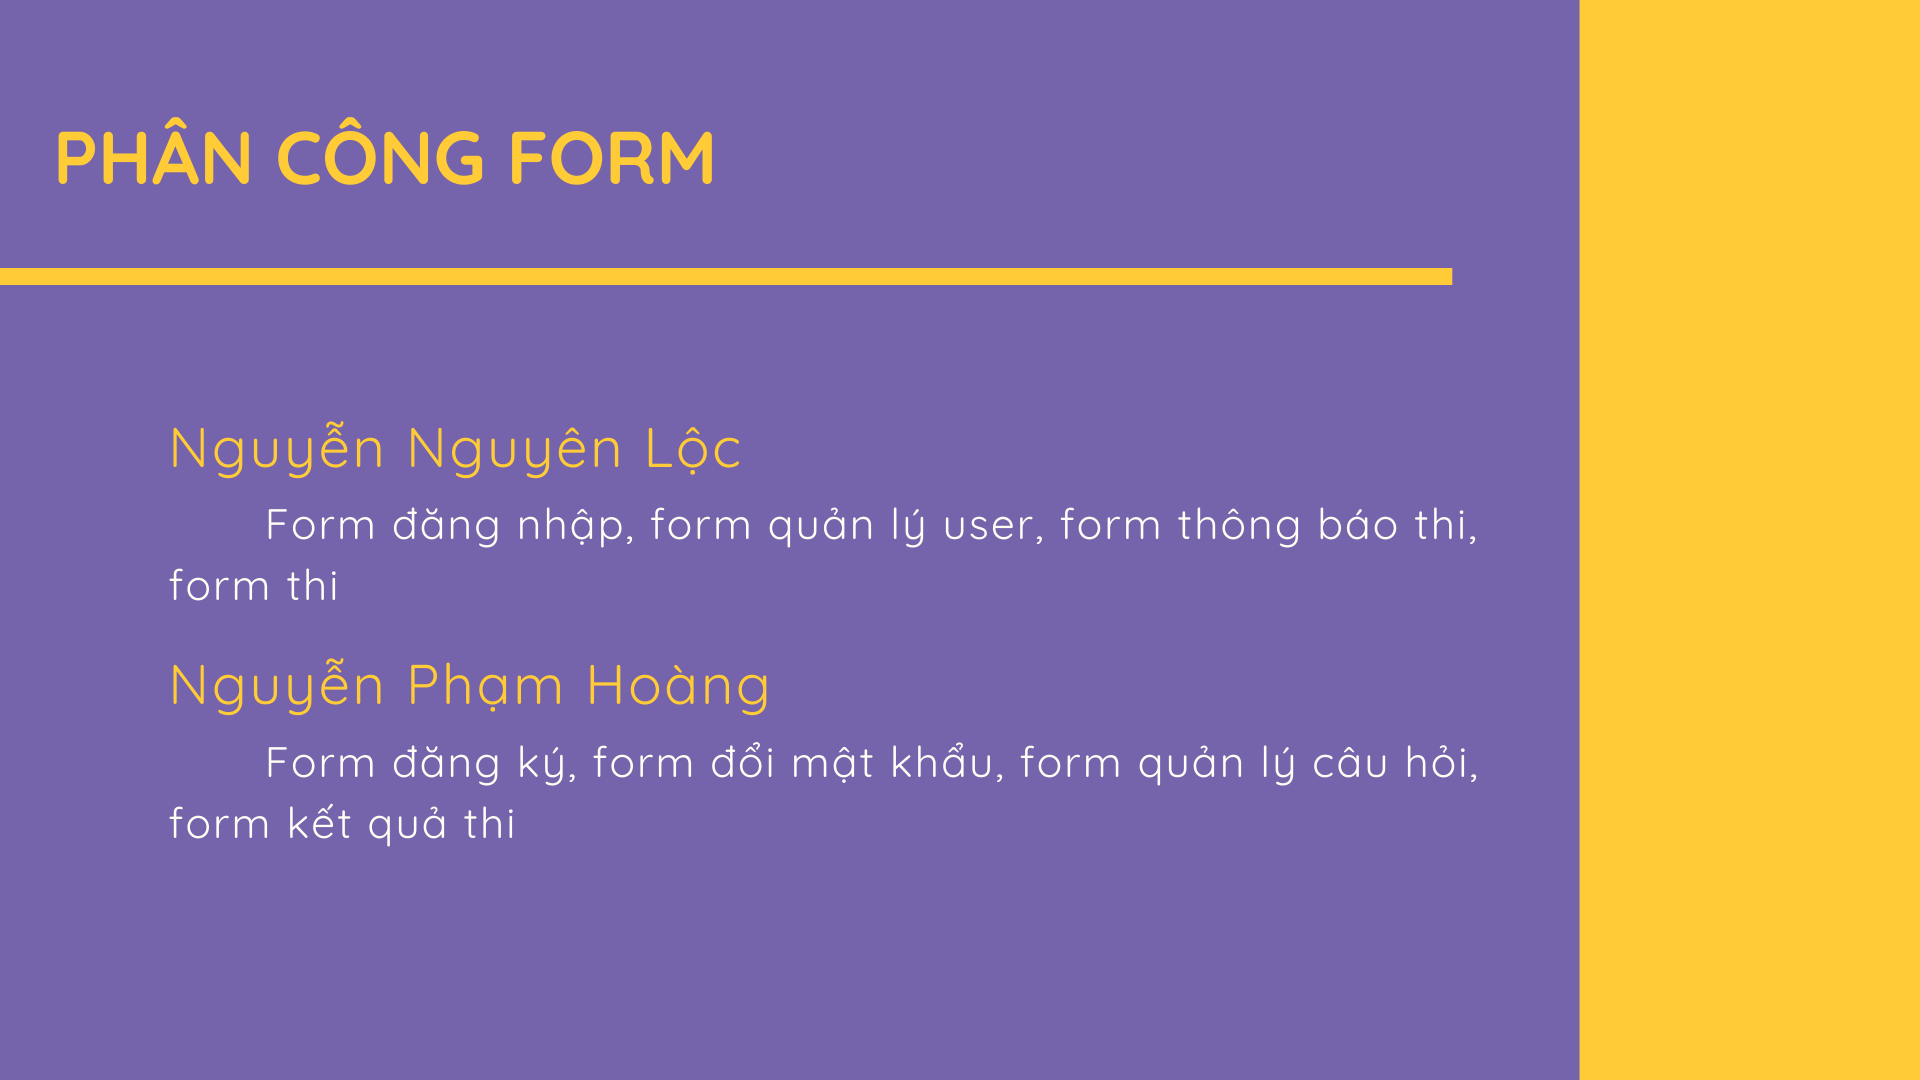 PHÂN CÔNG FORM
Nguyễn Nguyên Lộc
Form đăng nhập, form quản lý user, form thông báo thi,
form thi
Nguyễn Phạm Hoàng
Form đăng ký, form đổi mật khẩu, form quản lý câu hỏi,
form kết quả thi